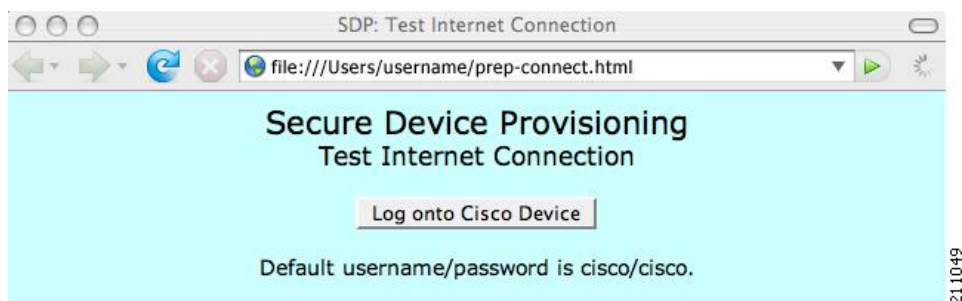 SDP: Test Internet Connection
file:///Users/username/prep-connect.html
Secure Device Provisioning
Test Internet Connection
Log onto Cisco Device
Default username/password is cisco/cisco.
211049